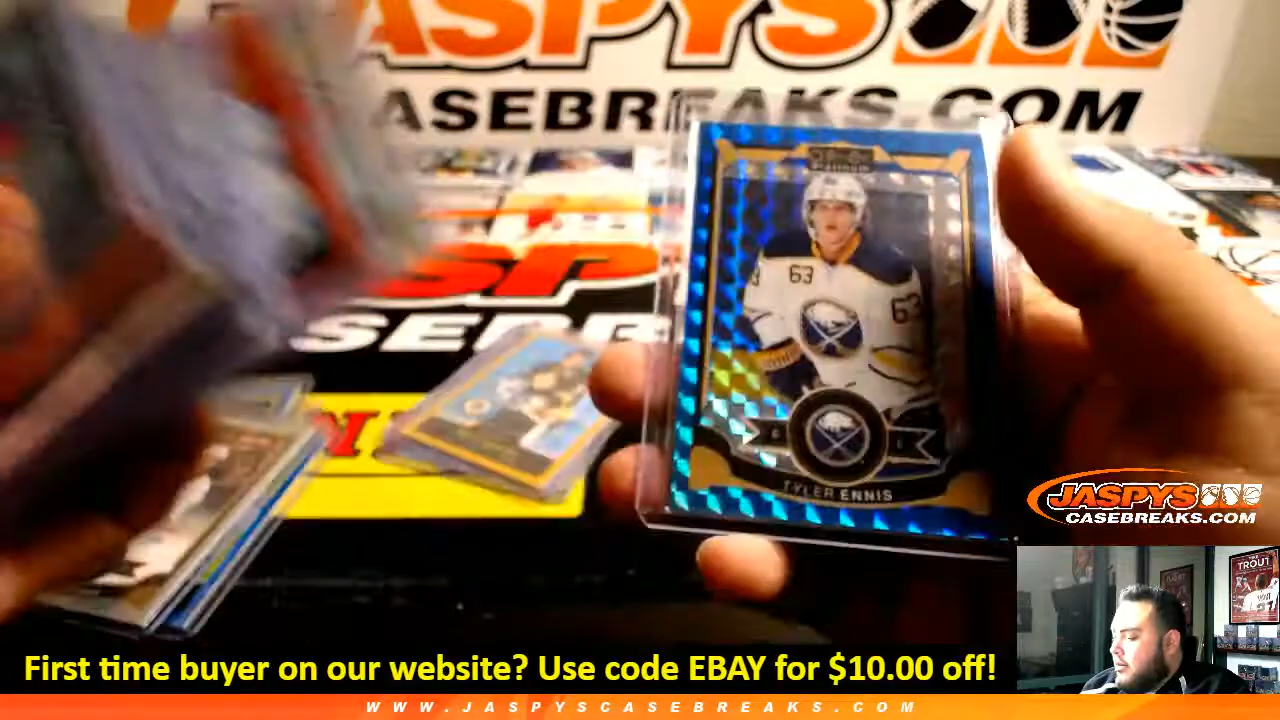 JASPYS
CASEBREAKS.COM
63
63
TYLER ENNIS
JASPYS
CASEBREAKS.COM
TROUT
First time buyer on our website? Use code EBAY for $10.00 off!
WWW.JASPYSCASEBREAKS.COM